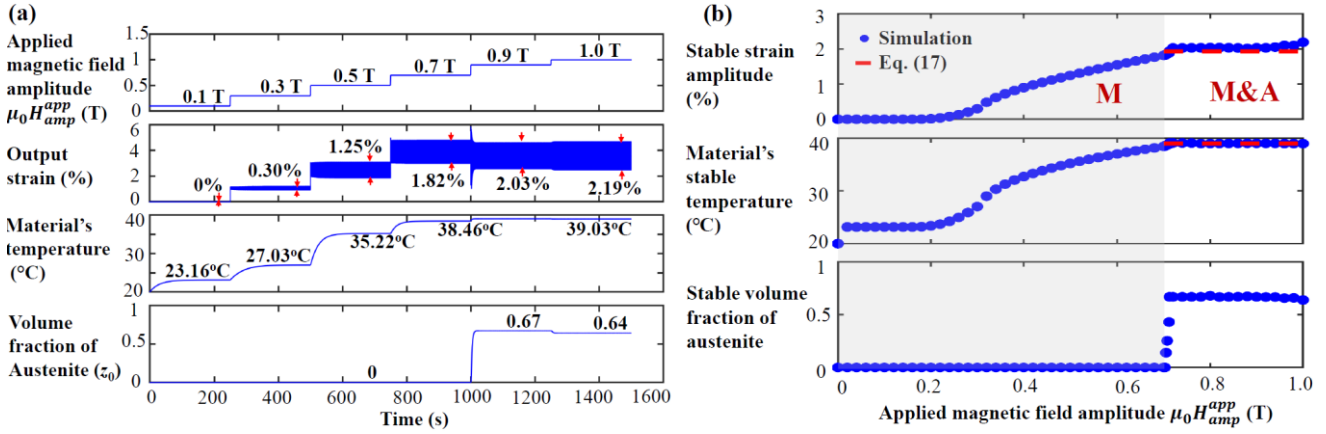 (a)
Applied
magnetic field
amplitude
μ₀H_amp^app (T)
1.5
1
0.5
0
0.1 T
0.3 T
0.5 T
0.7 T
0.9 T
1.0 T
Output
strain (%)
6
4
2
0
0%
0.30%
1.25%
1.82%
2.03%
2.19%
Material's
temperature
(°C)
40
30
20
23.16°C
27.03°C
35.22°C
38.46°C
39.03°C
Volume
fraction of
Austenite (z₀)
1
0.5
0
0
0.67
0.64
0 200 400 600 800 1000 1200 1400 1600
Time (s)
(b)
Stable strain
amplitude
(%)
3
2
1
0
Simulation
Eq. (17)
M
M&A
Material's
stable
temperature
(°C)
40
30
20
Stable volume
fraction of
austenite
1
0.5
0
0 0.2 0.4 0.6 0.8 1.0
Applied magnetic field amplitude μ₀H_amp^app (T)